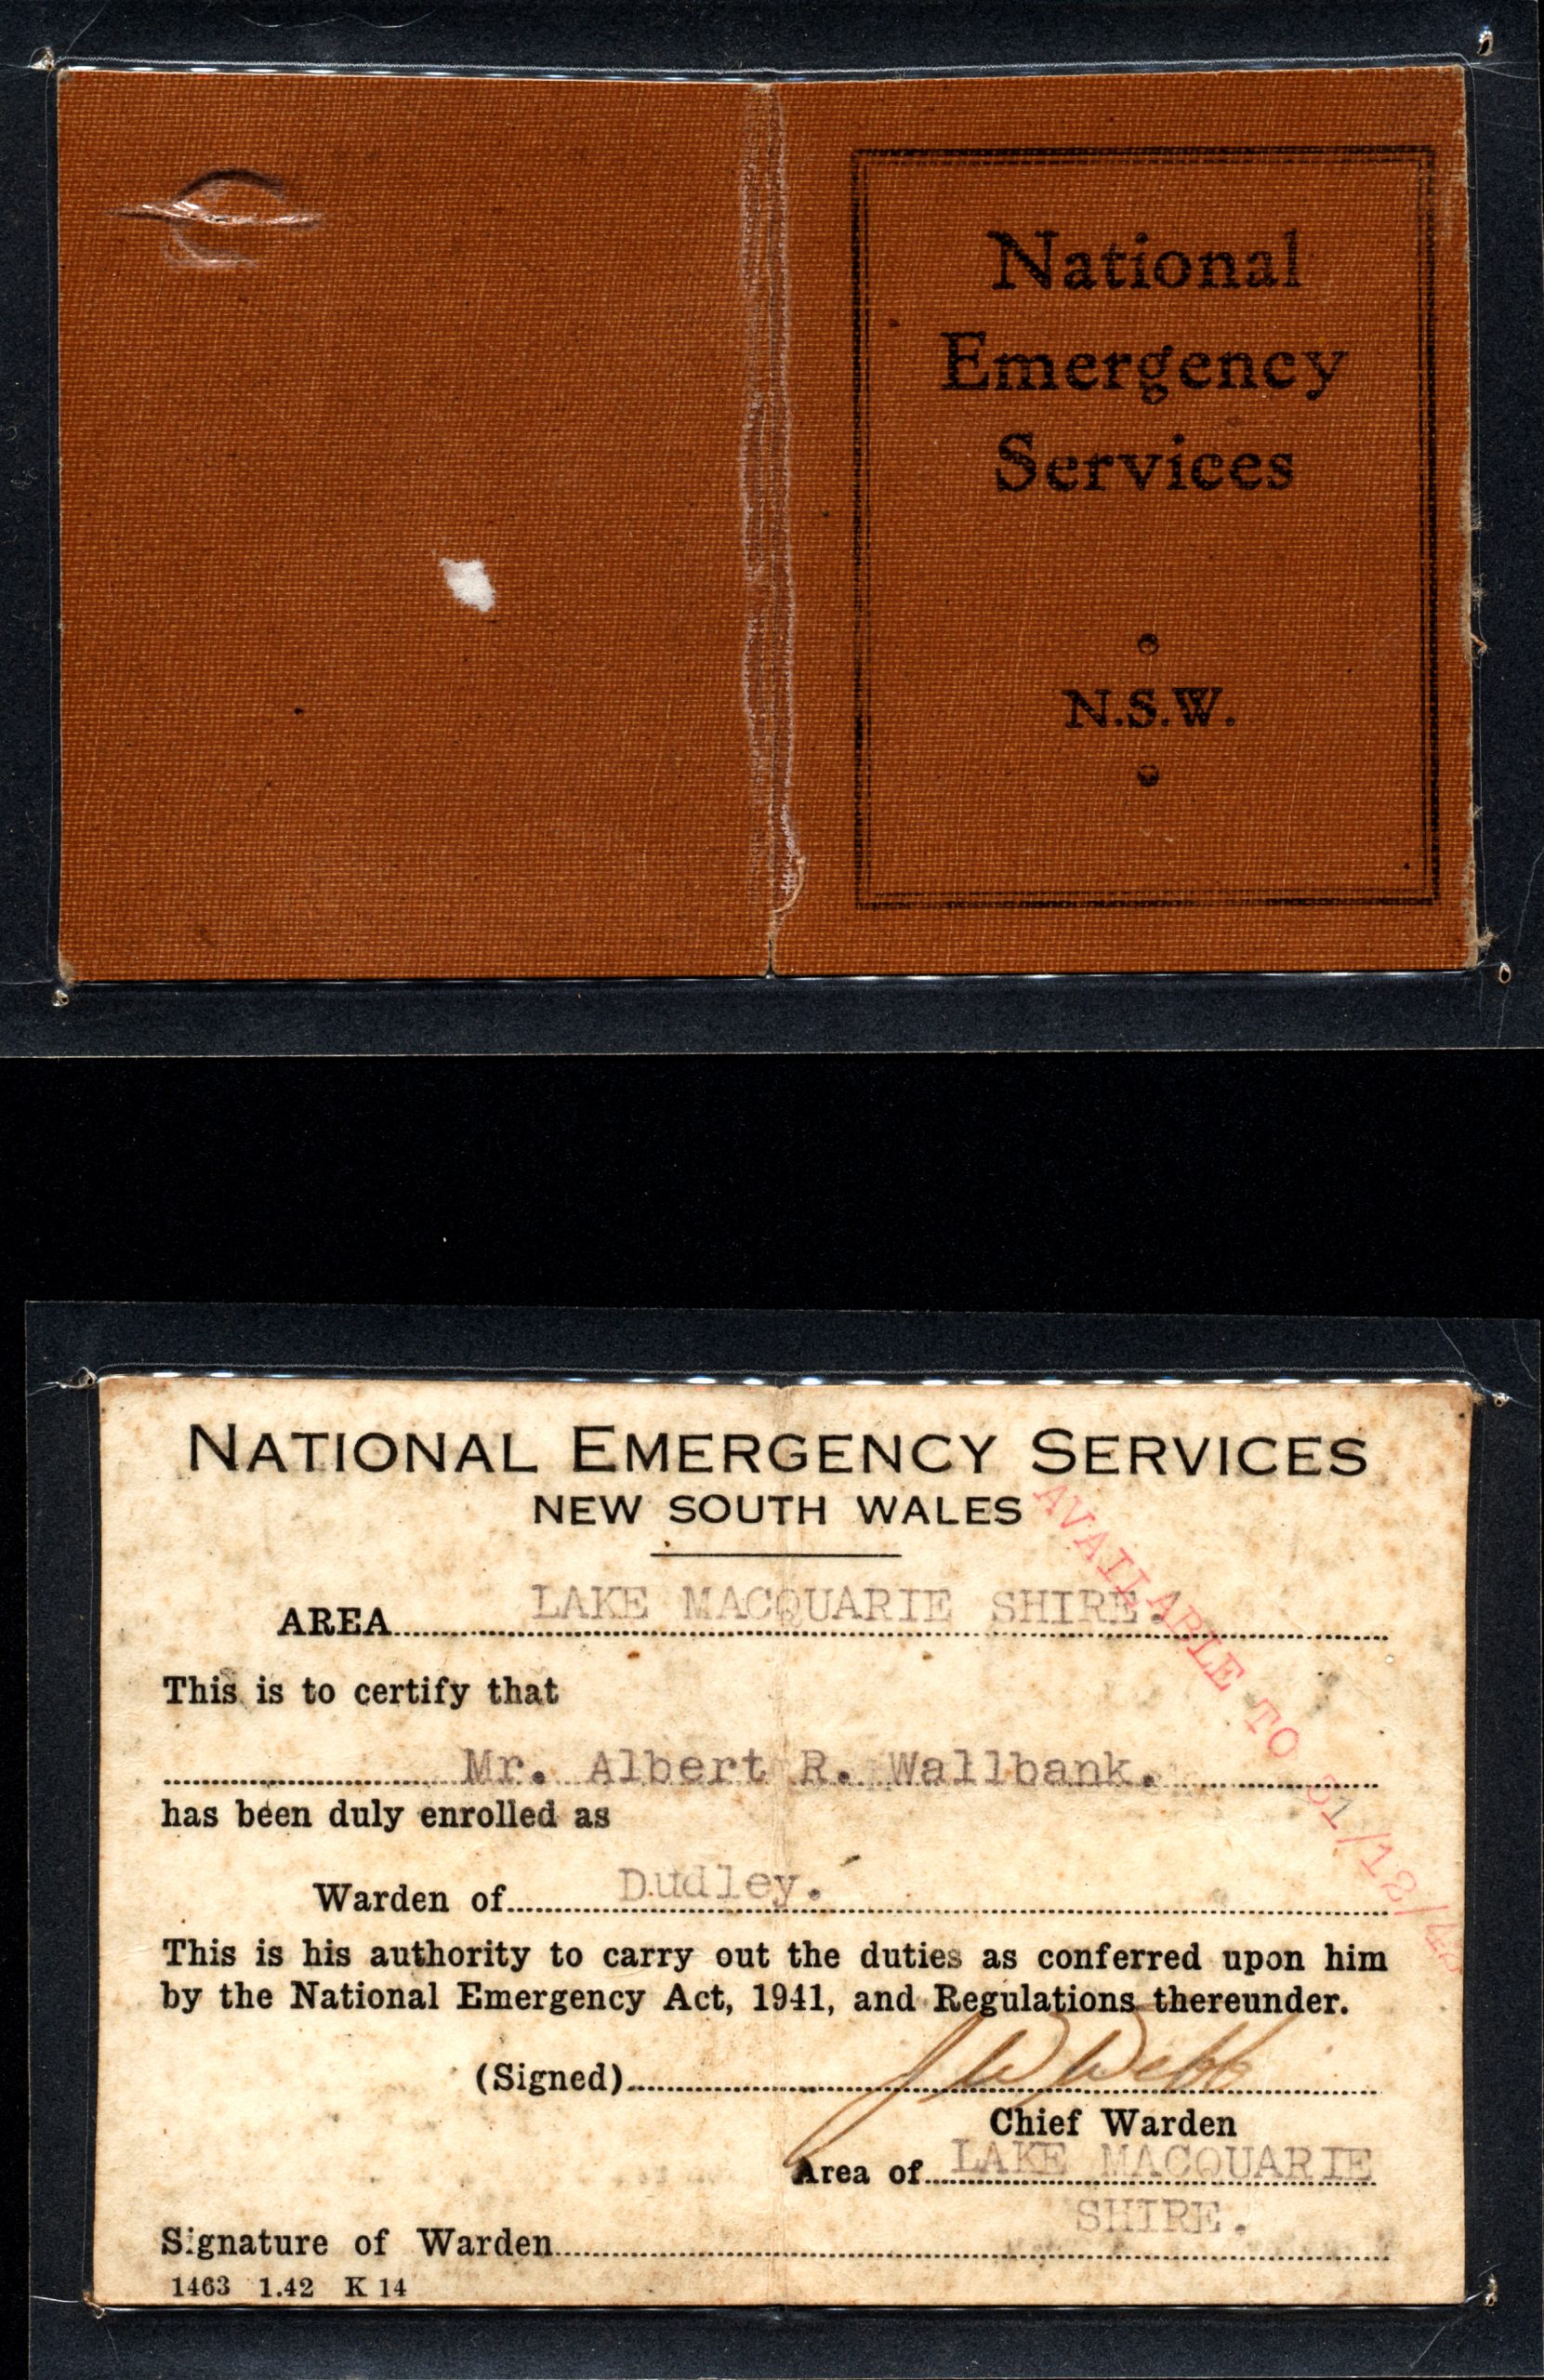 National
Emergency
Services
N.S.W.
NATIONAL EMERGENCY SERVICES
NEW SOUTH WALES
AREA LAKE MACQUARIE SHIRE.
AVAILABLE TO
This is to certify that
Mr. Albert R. Wallbank.
has been duly enrolled as
Warden of Dudley.
This is his authority to carry out the duties as conferred upon him
by the National Emergency Act, 1941, and Regulations thereunder.
(Signed) J W Webb
Chief Warden
Area of LAKE MACQUARIE
SHIRE.
Signature of Warden
1463 1.42 K 14